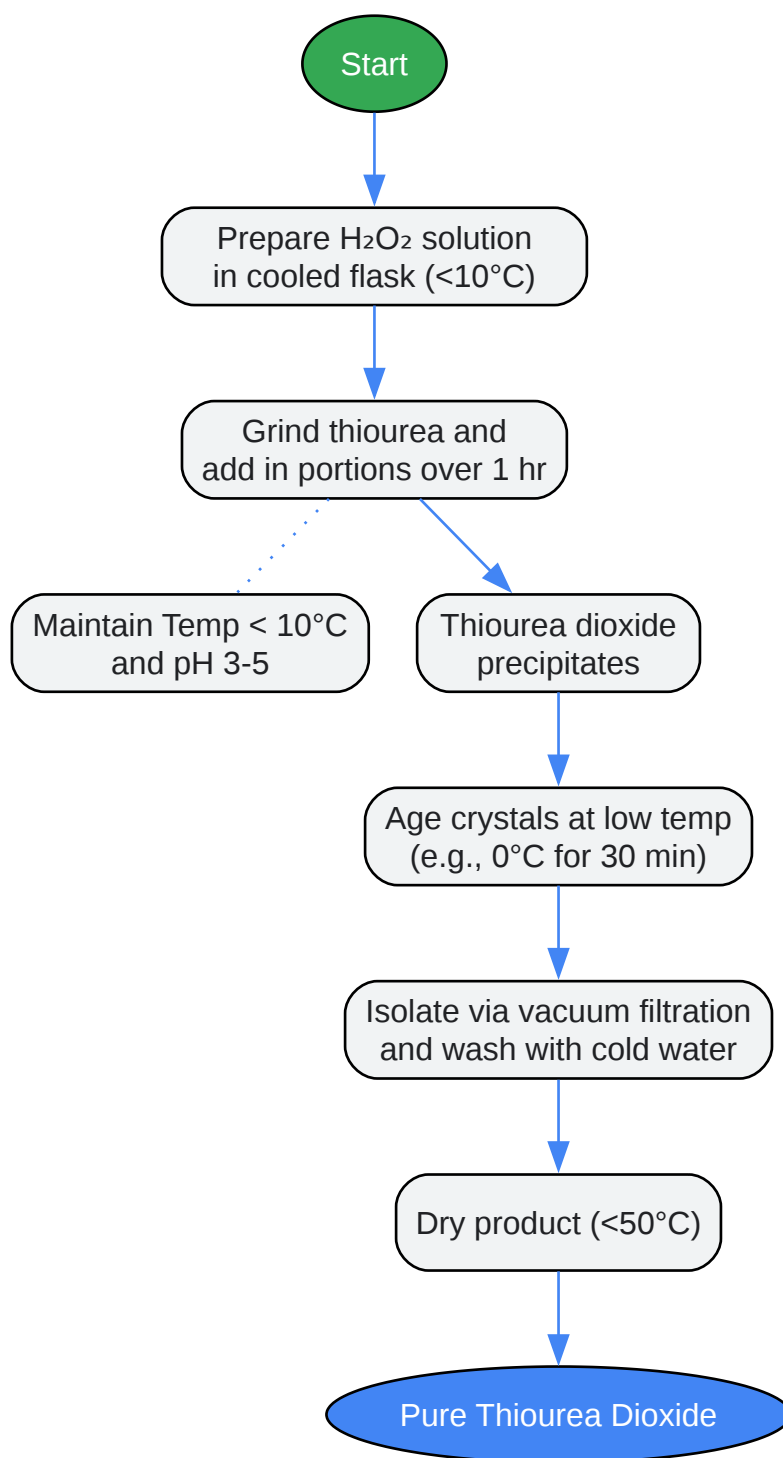 Start
Prepare H₂O₂ solution
in cooled flask (<10°C)
Grind thiourea and
add in portions over 1 hr
Maintain Temp < 10°C
and pH 3-5
Thiourea dioxide
precipitates
Age crystals at low temp
(e.g., 0°C for 30 min)
Isolate via vacuum filtration
and wash with cold water
Dry product (<50°C)
Pure Thiourea Dioxide